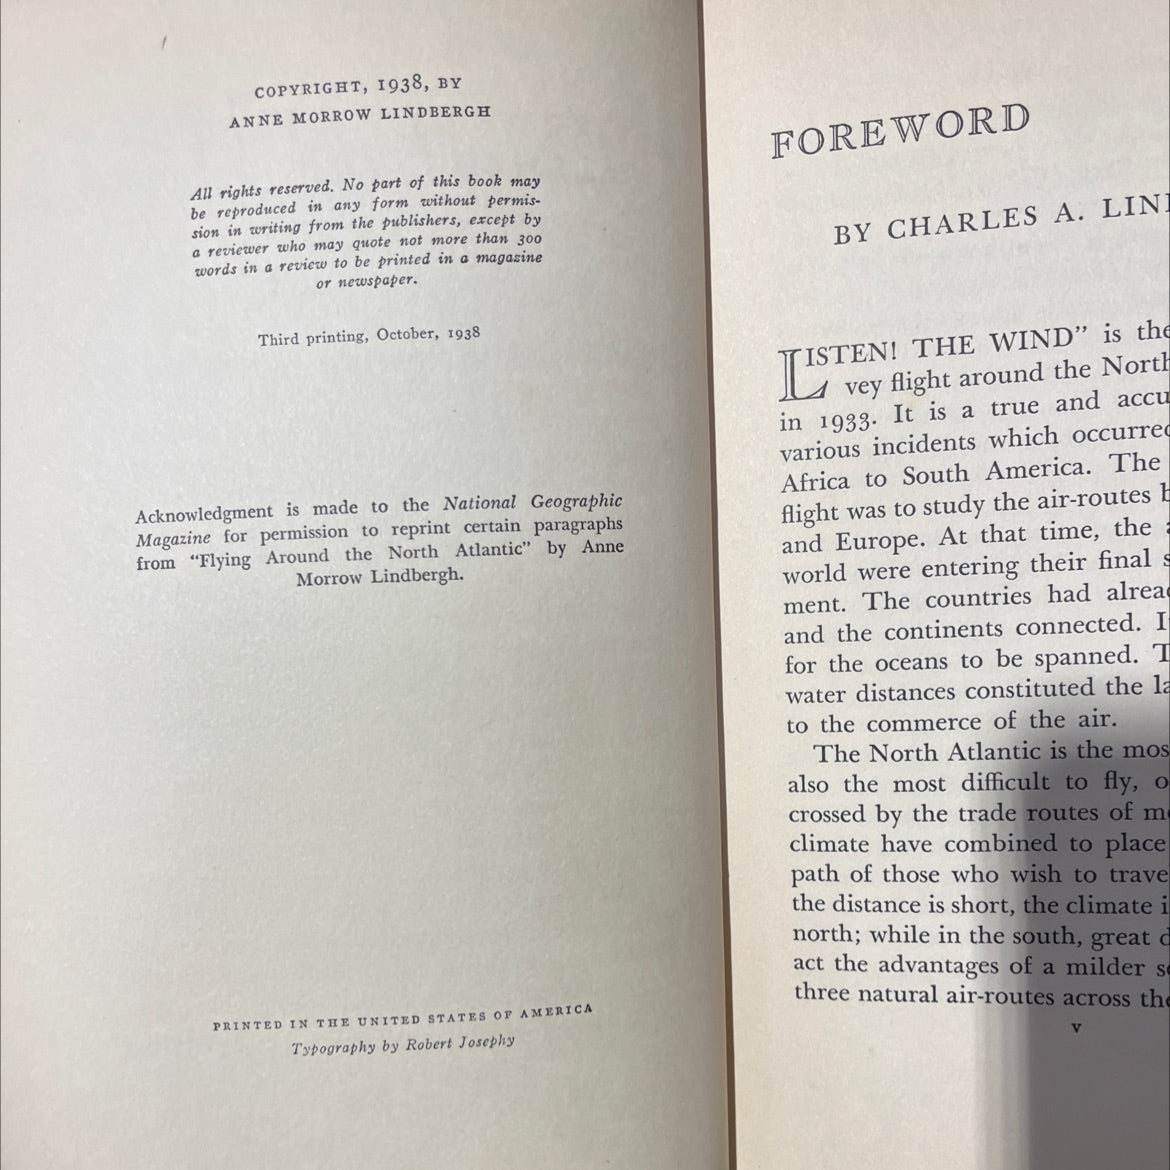 COPYRIGHT, 1938, BY
ANNE MORROW LINDBERGH
All rights reserved. No part of this book may
be reproduced in any form without permis-
sion in writing from the publishers, except by
a reviewer who may quote not more than 300
words in a review to be printed in a magazine
or newspaper.
Third printing, October, 1938
Acknowledgment is made to the National Geographic
Magazine for permission to reprint certain paragraphs
from "Flying Around the North Atlantic" by Anne
Morrow Lindbergh.
PRINTED IN THE UNITED STATES OF AMERICA
Typography by Robert Josephy
FOREWORD
BY CHARLES A.
LISTEN! THE WIND" is the
vey flight around the North
in 1933. It is a true and
various incidents which occurred
Africa to South America. The
flight was to study the air-routes
and Europe. At that time, the
world were entering their final
ment. The countries had
and the continents connected.
for the oceans to be spanned.
water distances constituted the
to the commerce of the air.
The North Atlantic is the
also the most difficult to fly,
crossed by the trade routes of
climate have combined to place
path of those who wish to
the distance is short, the climate
north; while in the south, great
act the advantages of a milder
three natural air-routes across
v